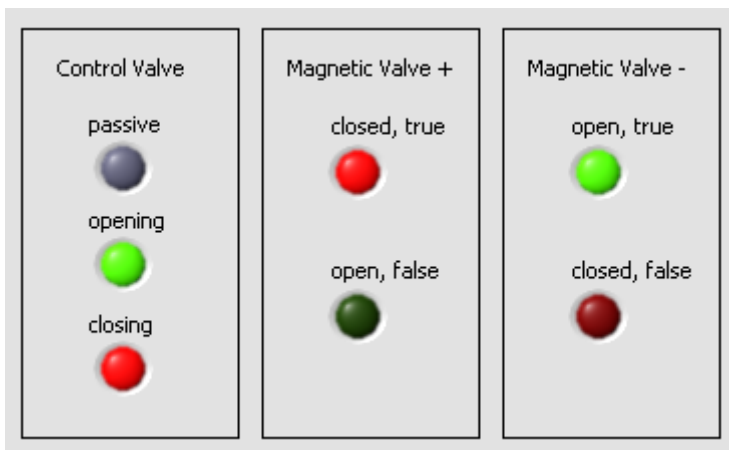 Control Valve
passive
opening
closing
Magnetic Valve +
closed, true
open, false
Magnetic Valve -
open, true
closed, false